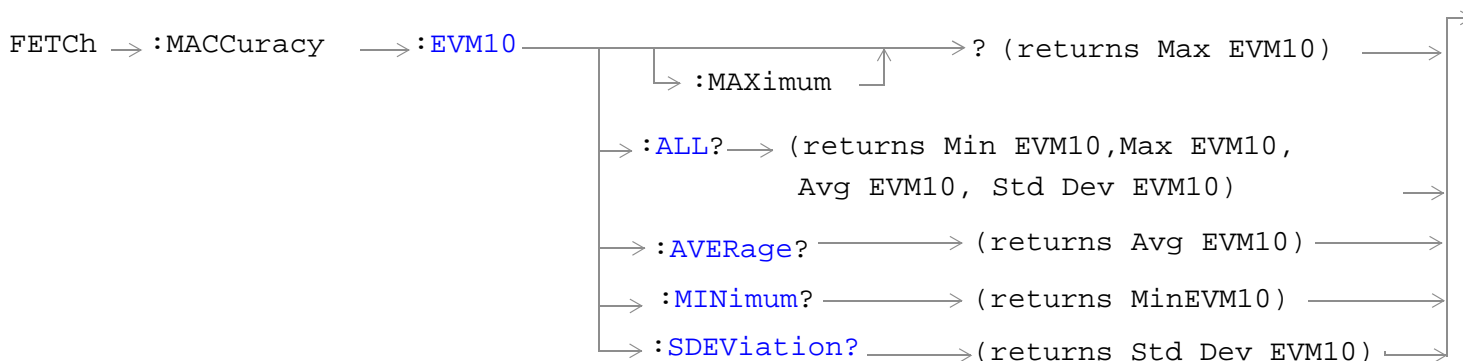 FETCh :MACCuracy :EVM10 ? (returns Max EVM10)
:MAXimum
:ALL? (returns Min EVM10,Max EVM10,
Avg EVM10, Std Dev EVM10)
:AVERage? (returns Avg EVM10)
:MINimum? (returns MinEVM10)
:SDEViation? (returns Std Dev EVM10)